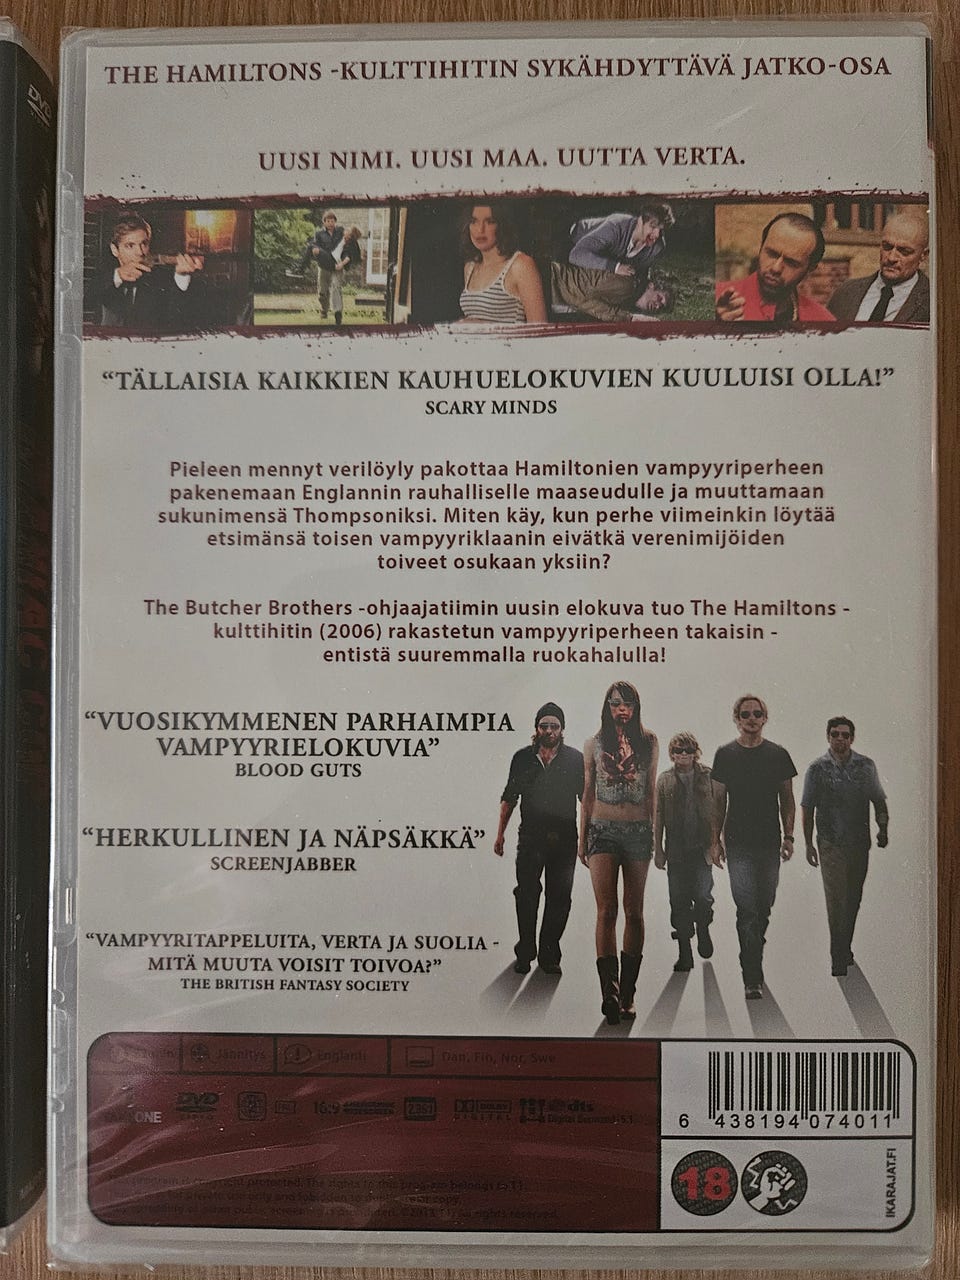 THE HAMILTONS -KULTTIHITIN SYKÄHDYTTÄVÄ JATKO-OSA
UUSI NIMI. UUSI MAA. UUTTA VERTA.
“TÄLLAISIA KAIKKIEN KAUHUELOKUVIEN KUULUISI OLLA!”
SCARY MINDS
Pieleen mennyt verilöyly pakottaa Hamiltonien vampyyriperheen
pakenemaan Englannin rauhalliselle maaseudulle ja muuttamaan
sukunimensä Thompsoniksi. Miten käy, kun perhe viimeinkin löytää
etsimänsä toisen vampyyriklaanin eivätkä verenimijöiden
toiveet osukaan yksiin?
The Butcher Brothers -ohjaajatiimin uusin elokuva tuo The Hamiltons -
kulttihitin (2006) rakastetun vampyyriperheen takaisin -
entistä suuremmalla ruokahalulla!
“VUOSIKYMMENEN PARHAIMPIA
VAMPYYRIELOKUVIA”
BLOOD GUTS
“HERKULLINEN JA NÄPSÄKKÄ”
SCREENJABBER
“VAMPYYRITAPPELUITA, VERTA JA SUOLIA -
MITÄ MUUTA VOISIT TOIVOA?”
THE BRITISH FANTASY SOCIETY
Jännitys Englanti Dan, Fin, Nor, Swe
ONE DVD 16:9 DOLBY DIGITAL dts
6 438194 074011
18
IKARAJAT.FI
DVD